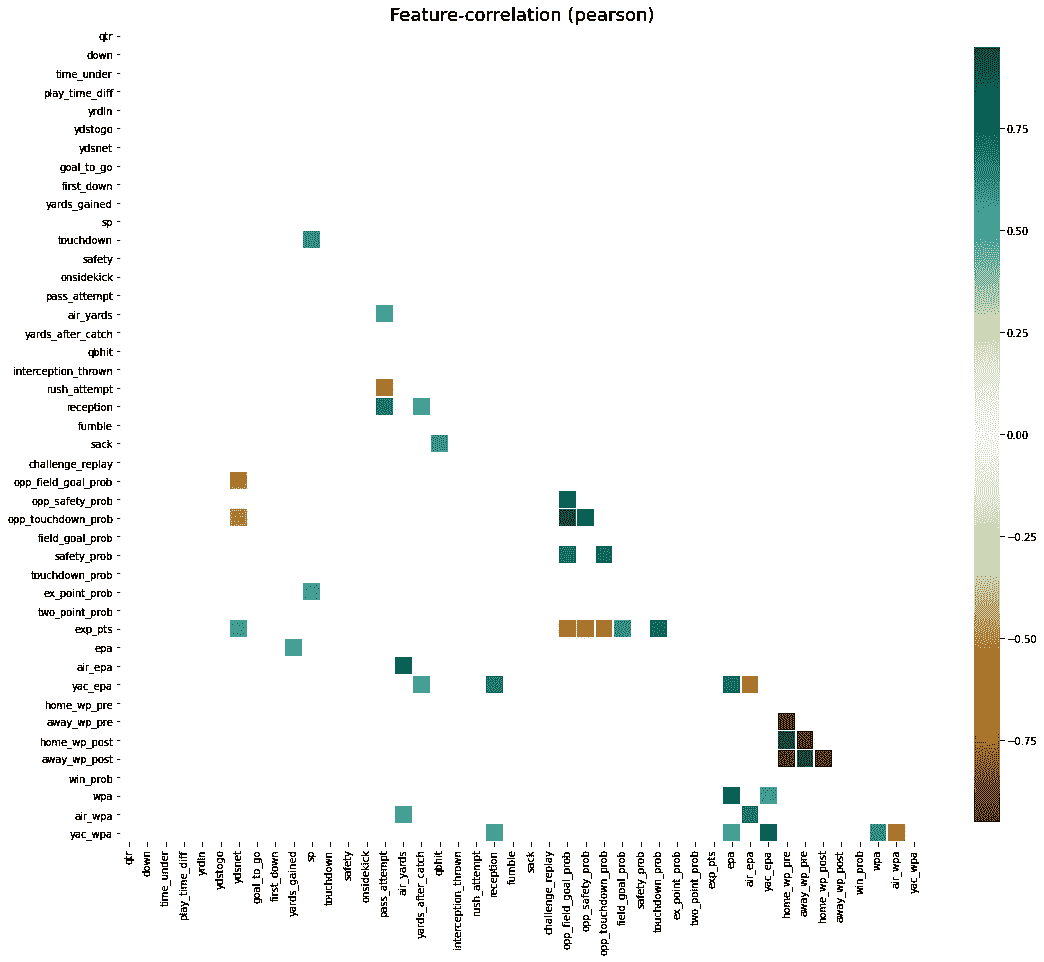 Feature-correlation (pearson)
qtr
down
time_under
play_time_diff
yrdln
ydstogo
ydsnet
goal_to_go
first_down
yards_gained
sp
touchdown
safety
onsidekick
pass_attempt
air_yards
yards_after_catch
qbhit
interception_thrown
rush_attempt
reception
fumble
sack
challenge_replay
opp_field_goal_prob
opp_safety_prob
opp_touchdown_prob
field_goal_prob
safety_prob
touchdown_prob
ex_point_prob
two_point_prob
exp_pts
epa
air_epa
yac_epa
home_wp_pre
away_wp_pre
home_wp_post
away_wp_post
win_prob
wpa
air_wpa
yac_wpa
qtr
down
time_under
play_time_diff
yrdln
ydstogo
ydsnet
goal_to_go
first_down
yards_gained
sp
touchdown
safety
onsidekick
pass_attempt
air_yards
yards_after_catch
qbhit
interception_thrown
rush_attempt
reception
fumble
sack
challenge_replay
opp_field_goal_prob
opp_safety_prob
opp_touchdown_prob
field_goal_prob
safety_prob
touchdown_prob
ex_point_prob
two_point_prob
exp_pts
epa
air_epa
yac_epa
home_wp_pre
away_wp_pre
home_wp_post
away_wp_post
win_prob
wpa
air_wpa
yac_wpa
0.75
0.50
0.25
0.00
−0.25
−0.50
−0.75